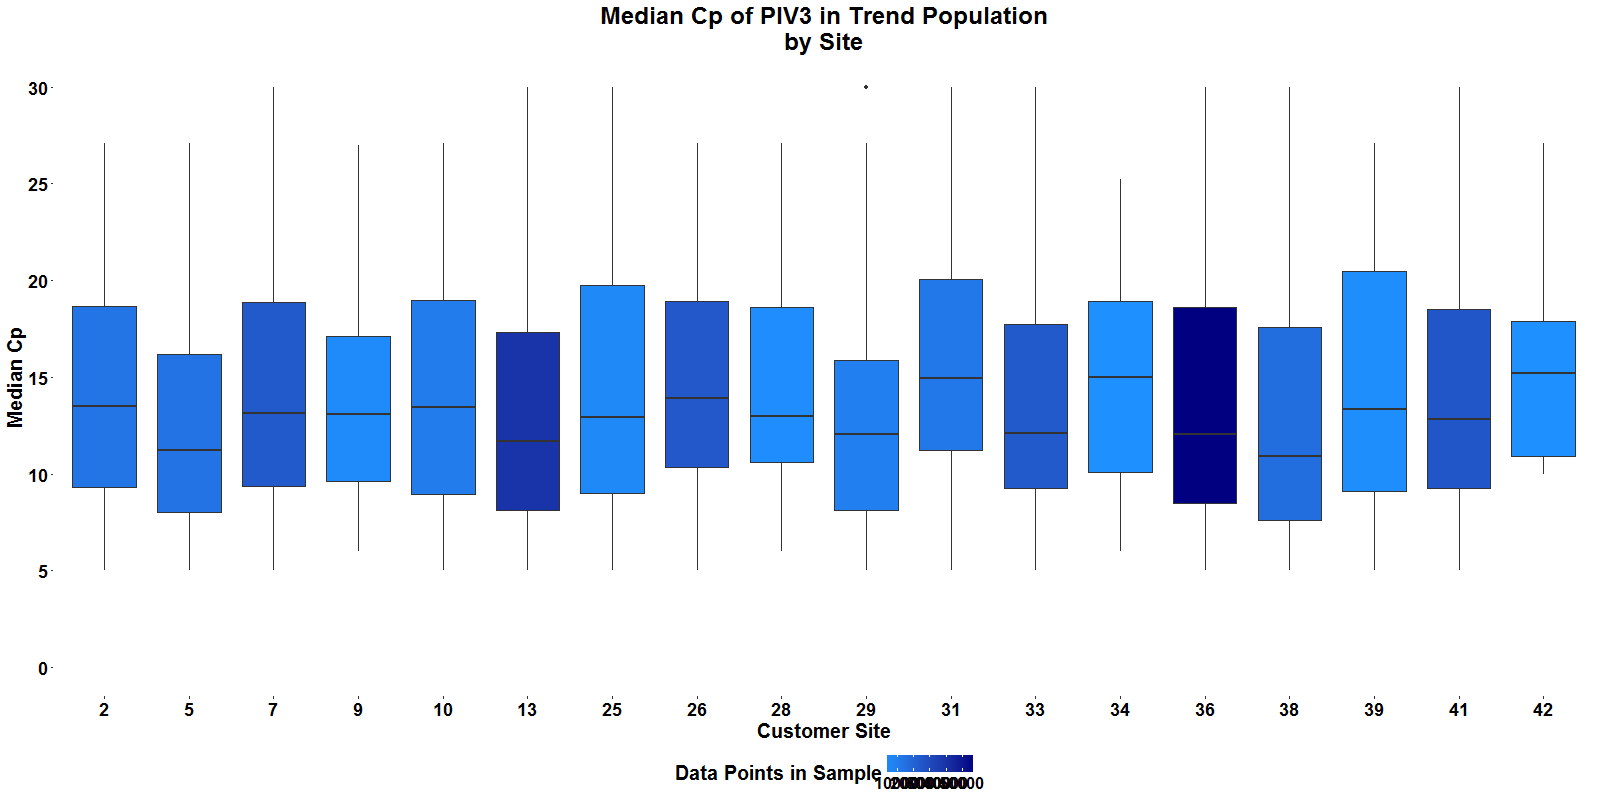 Median Cp of PIV3 in Trend Population
by Site
Median Cp
30
25
20
15
10
5
0
2 5 7 9 10 13 25 26 28 29 31 33 34 36 38 39 41 42
Customer Site
Data Points in Sample